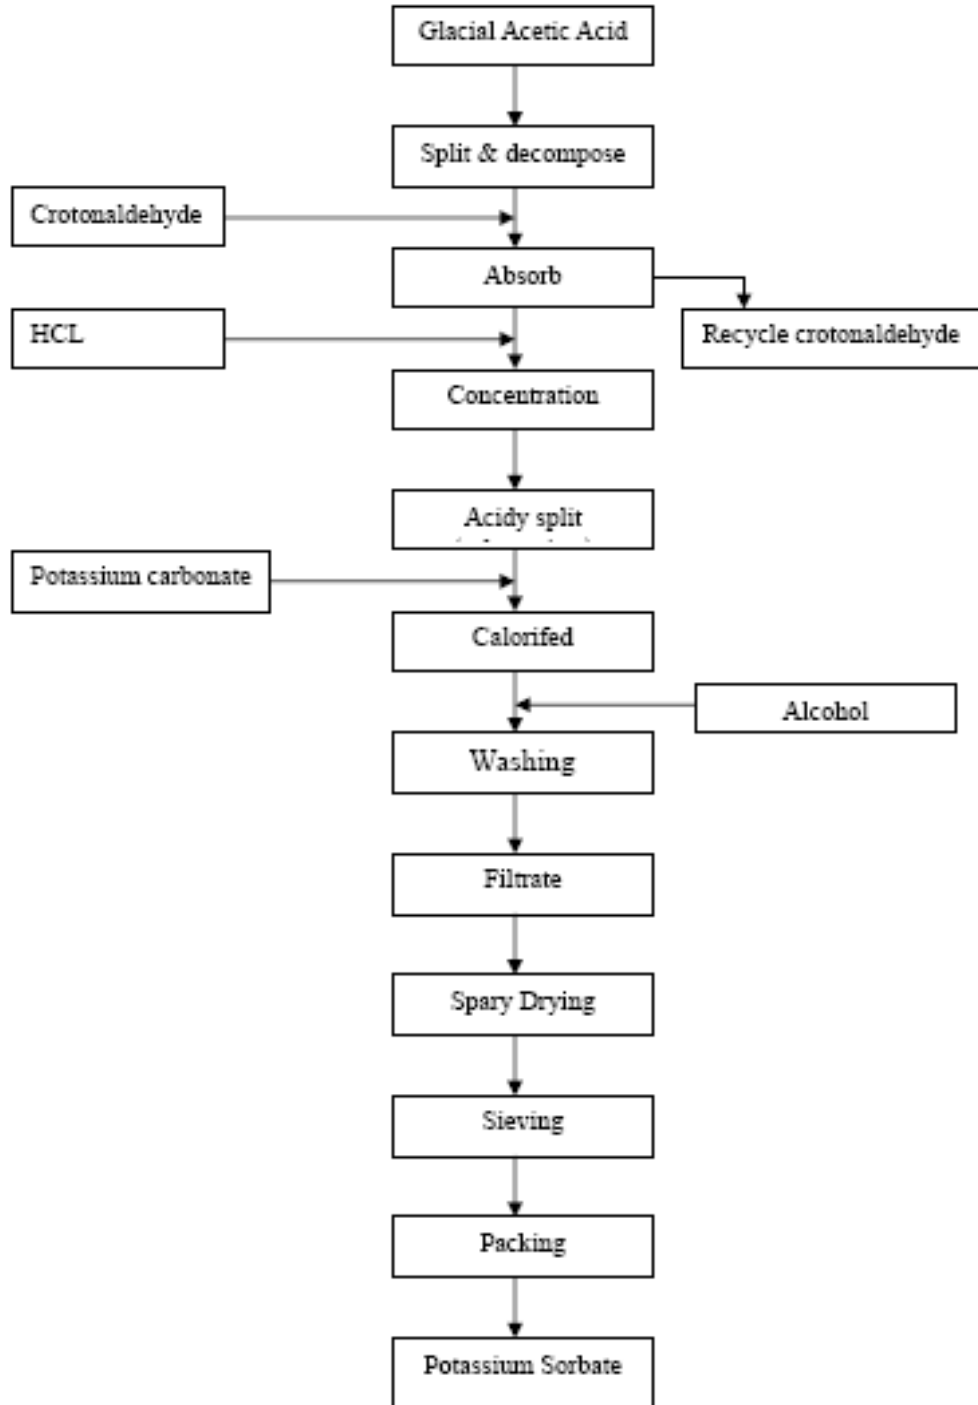 Glacial Acetic Acid
Split & decompose
Crotonaldehyde
Absorb
HCL
Recycle crotonaldehyde
Concentration
Acidy split
Potassium carbonate
Calorifed
Alcohol
Washing
Filtrate
Spary Drying
Sieving
Packing
Potassium Sorbate